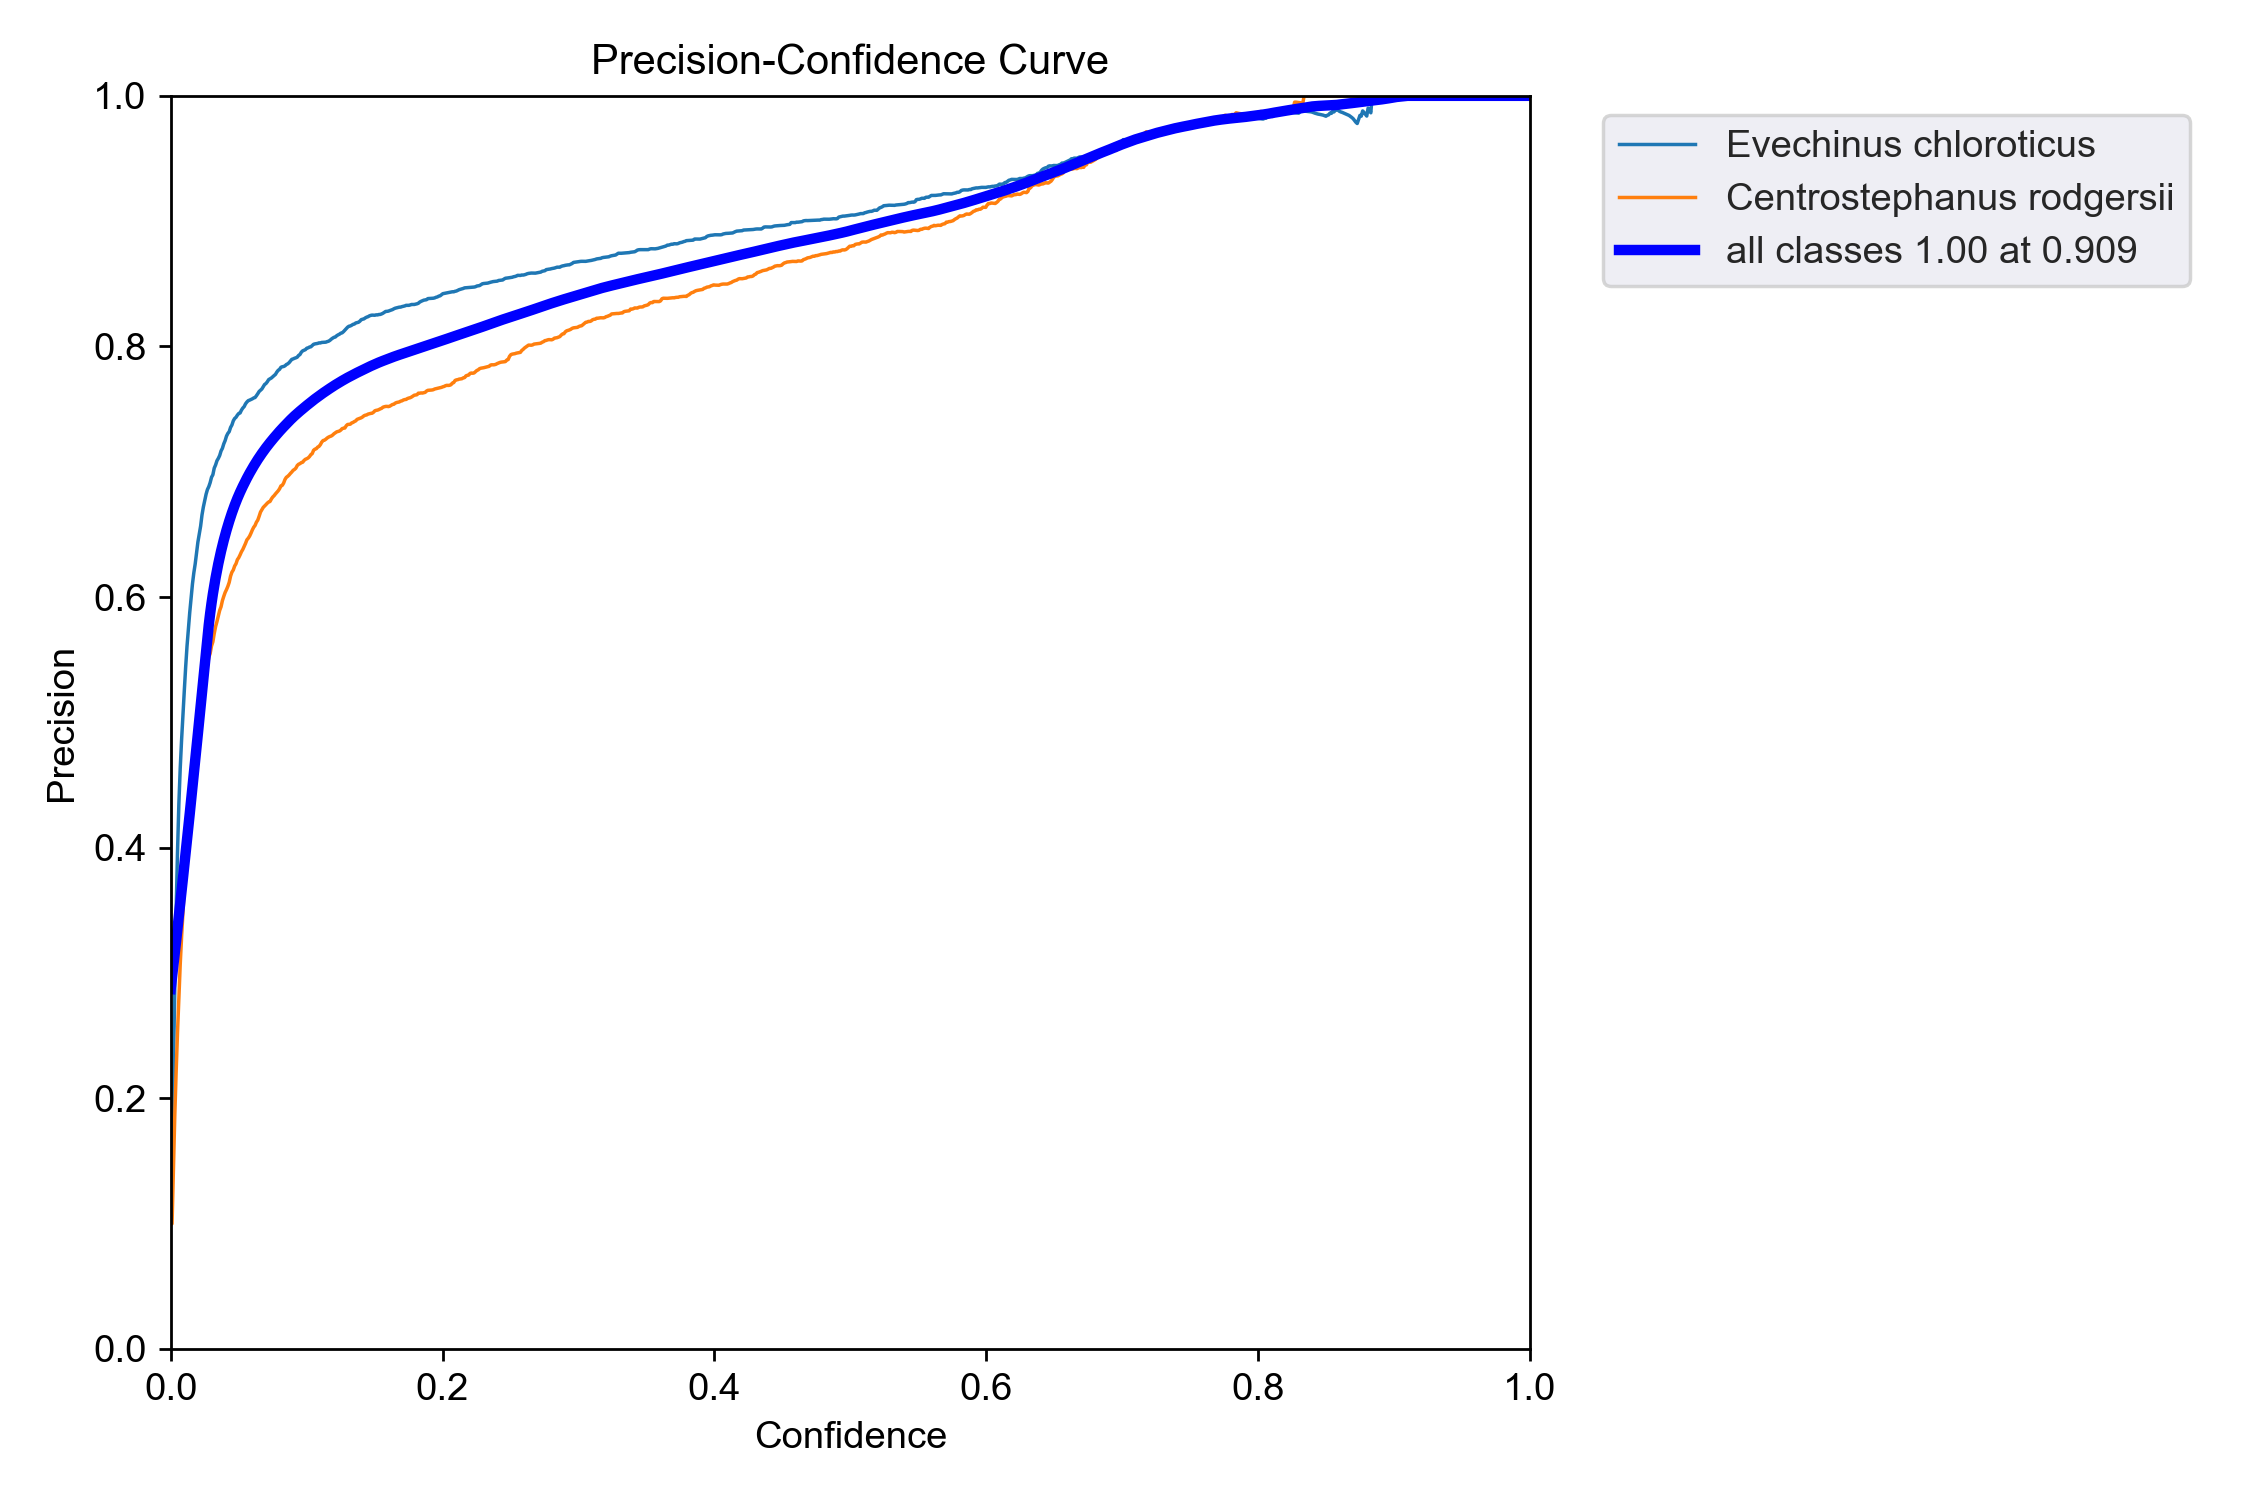 Precision-Confidence Curve
1.0
0.8
0.6
0.4
0.2
0.0
Precision
0.0 0.2 0.4 0.6 0.8 1.0
Confidence
Evechinus chloroticus
Centrostephanus rodgersii
all classes 1.00 at 0.909